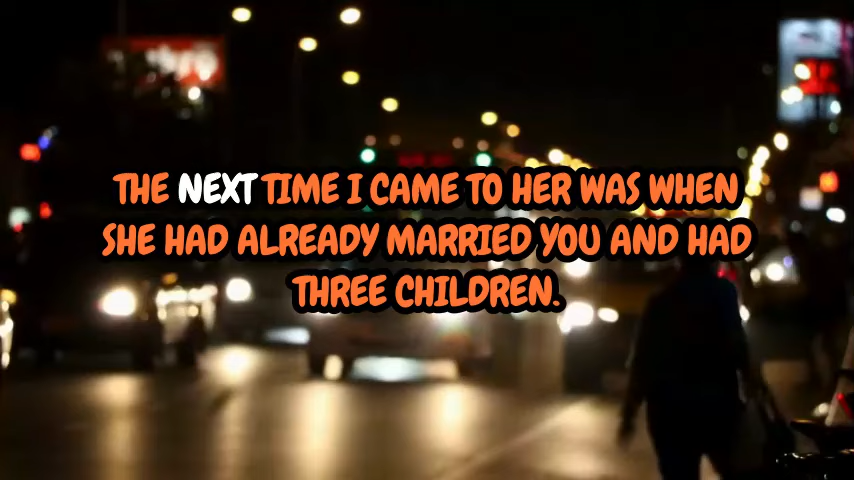 THE NEXT TIME I CAME TO HER WAS WHEN
SHE HAD ALREADY MARRIED YOU AND HAD
THREE CHILDREN.